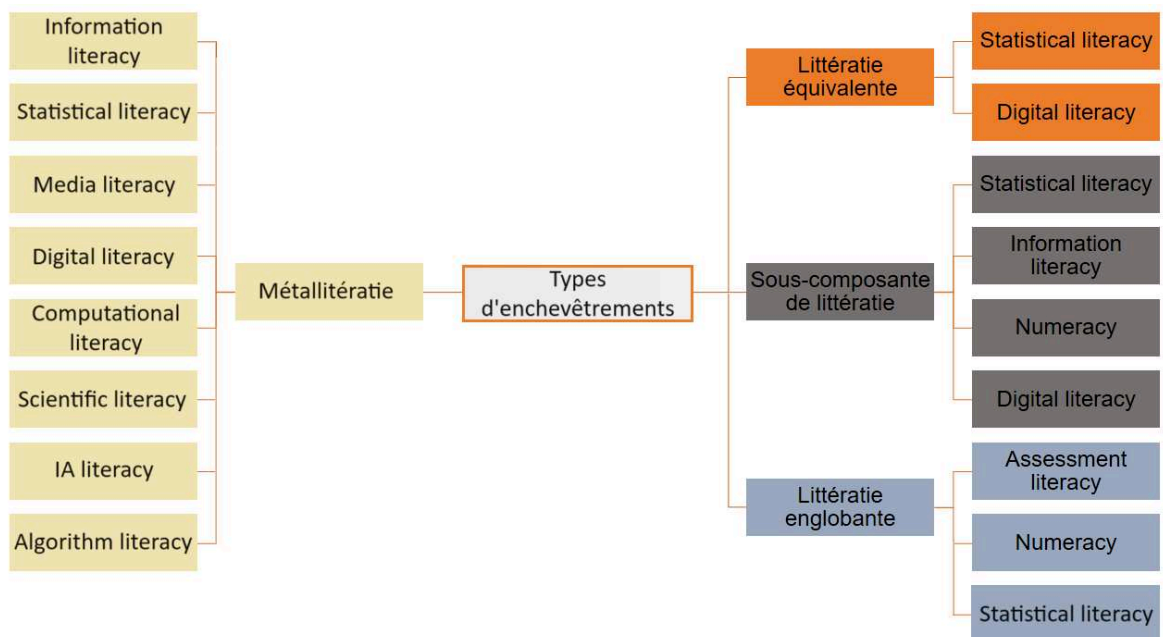 Information
literacy
Statistical literacy
Media literacy
Digital literacy
Computational
literacy
Scientific literacy
IA literacy
Algorithm literacy
Métallitératie
Types
d'enchevêtrements
Littératie
équivalente
Statistical literacy
Digital literacy
Sous-composante
de littératie
Statistical literacy
Information
literacy
Numeracy
Digital literacy
Littératie
englobante
Assessment
literacy
Numeracy
Statistical literacy